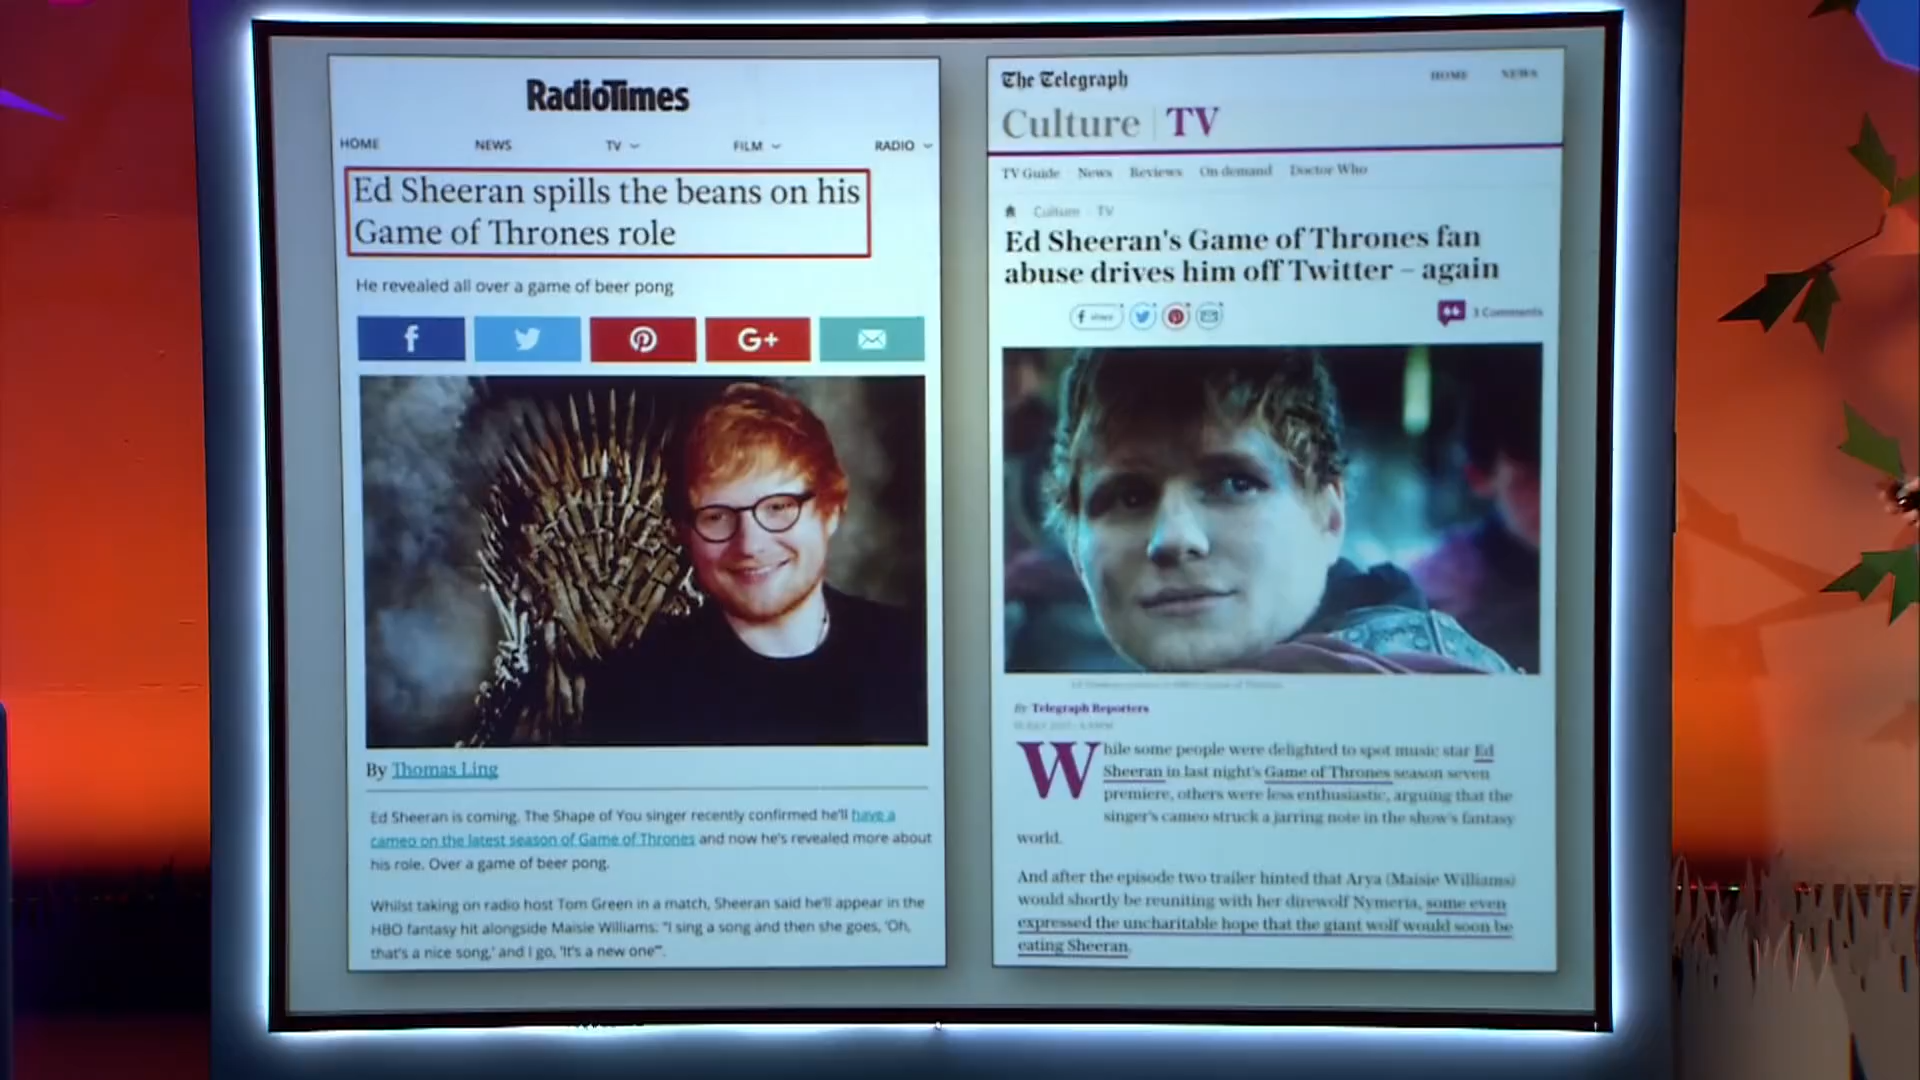 RadioTimes
HOME NEWS TV FILM RADIO
Ed Sheeran spills the beans on his
Game of Thrones role
He revealed all over a game of beer pong
f G+
By Thomas Ling
Ed Sheeran is coming. The Shape of You singer recently confirmed he'll have a
cameo on the latest season of Game of Thrones and now he's revealed more about
his role. Over a game of beer pong.
Whilst taking on radio host Tom Green in a match, Sheeran said he'll appear in the
HBO fantasy hit alongside Maisie Williams: "I sing a song and then she goes, 'Oh,
that's a nice song,' and I go, 'It's a new one'".
The Telegraph
HOME NEWS
Culture | TV
TV Guide News Reviews On demand Doctor Who
Culture TV
Ed Sheeran's Game of Thrones fan
abuse drives him off Twitter – again
f share 3 Comments
By Telegraph Reporters
While some people were delighted to spot music star Ed
Sheeran in last night's Game of Thrones season seven
premiere, others were less enthusiastic, arguing that the
singer's cameo struck a jarring note in the show's fantasy
world.
And after the episode two trailer hinted that Arya (Maisie Williams)
would shortly be reuniting with her direwolf Nymeria, some even
expressed the uncharitable hope that the giant wolf would soon be
eating Sheeran.